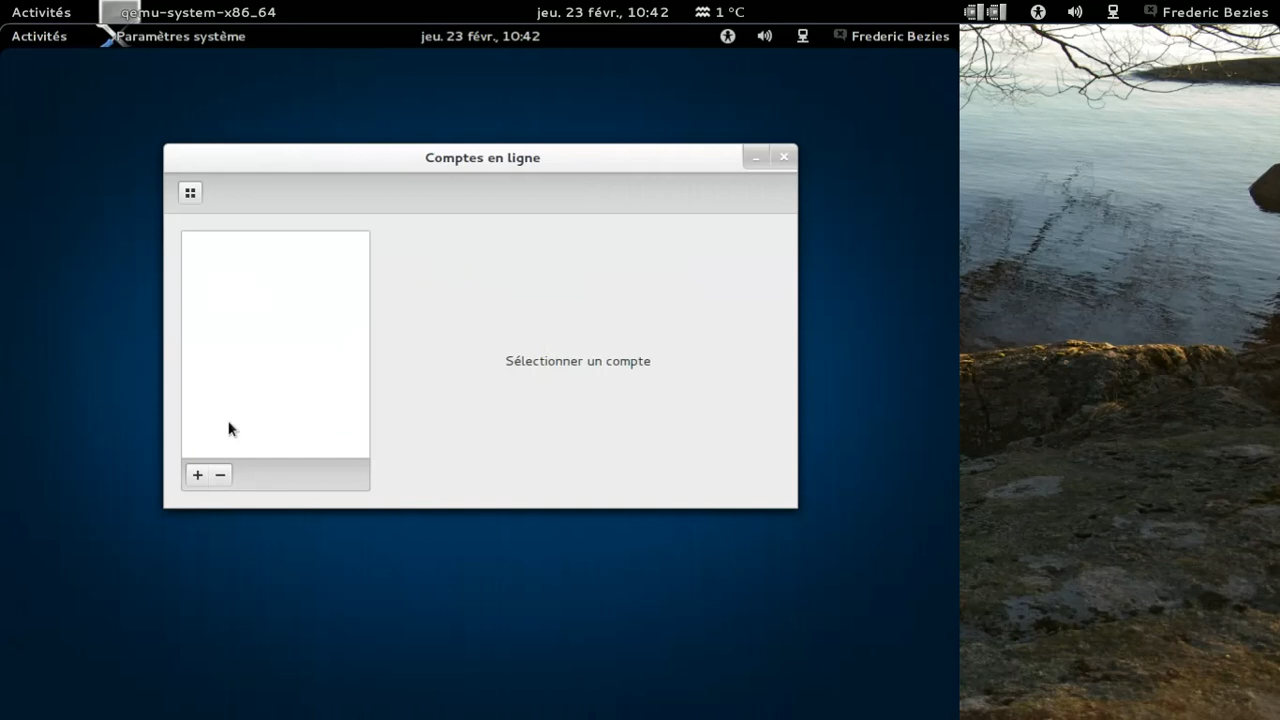 Activités qemu-system-x86_64 jeu. 23 févr., 10:42 1 °C Frederic Bezies
Activités Paramètres système jeu. 23 févr., 10:42 Frederic Bezies
Comptes en ligne
Sélectionner un compte